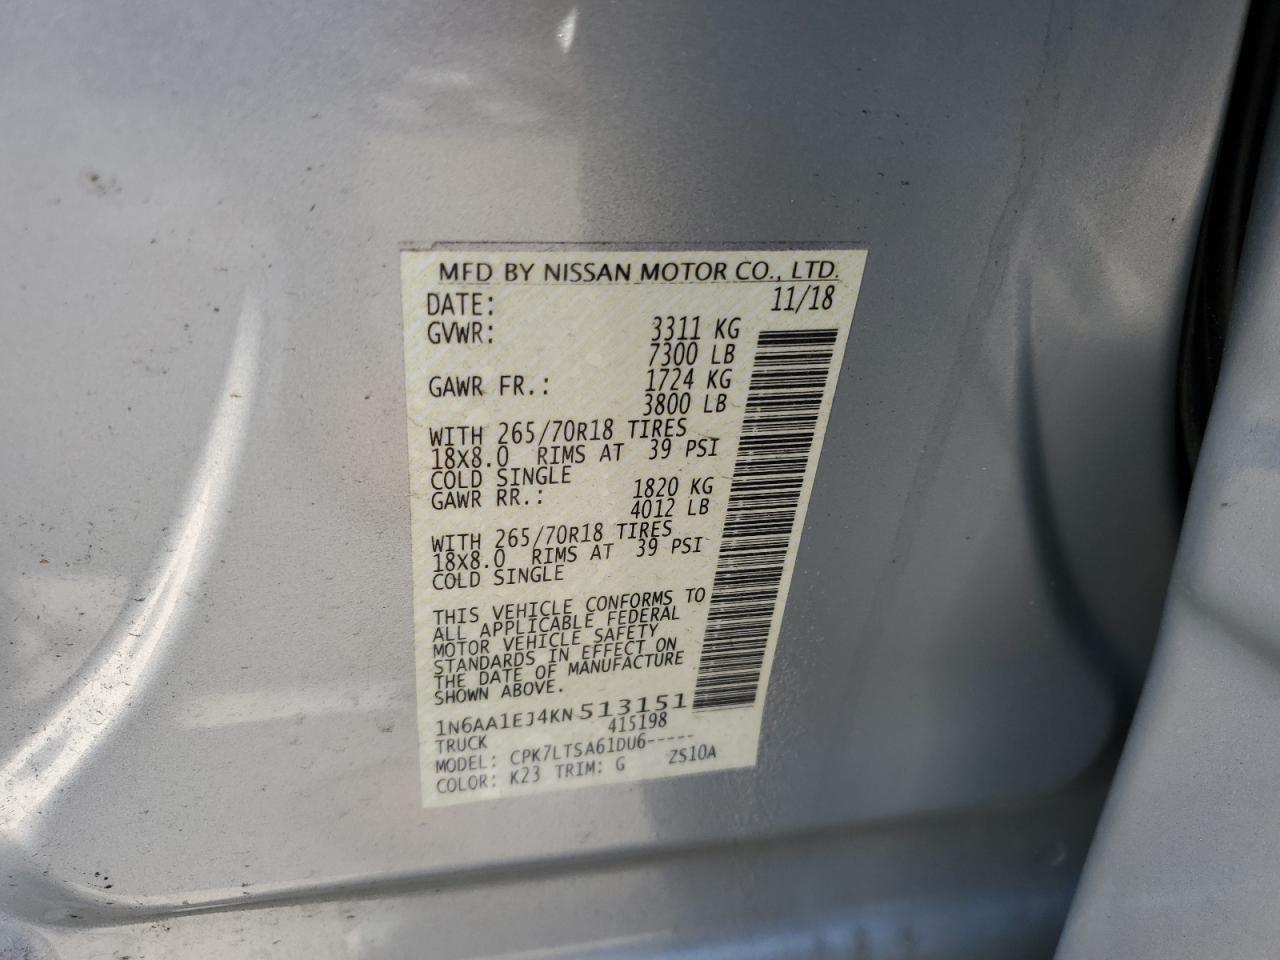 MFD BY NISSAN MOTOR CO., LTD.
DATE: 11/18
GVWR: 3311 KG
7300 LB
GAWR FR.: 1724 KG
3800 LB
WITH 265/70R18 TIRES
18X8.0 RIMS AT 39 PSI
COLD SINGLE
GAWR RR.: 1820 KG
4012 LB
WITH 265/70R18 TIRES
18X8.0 RIMS AT 39 PSI
COLD SINGLE
THIS VEHICLE CONFORMS TO
ALL APPLICABLE FEDERAL
MOTOR VEHICLE SAFETY
STANDARDS IN EFFECT ON
THE DATE OF MANUFACTURE
SHOWN ABOVE.
1N6AA1EJ4KN513151
TRUCK 415198
MODEL: CPK7LTSA61DU6-----
COLOR: K23 TRIM: G ZS10A